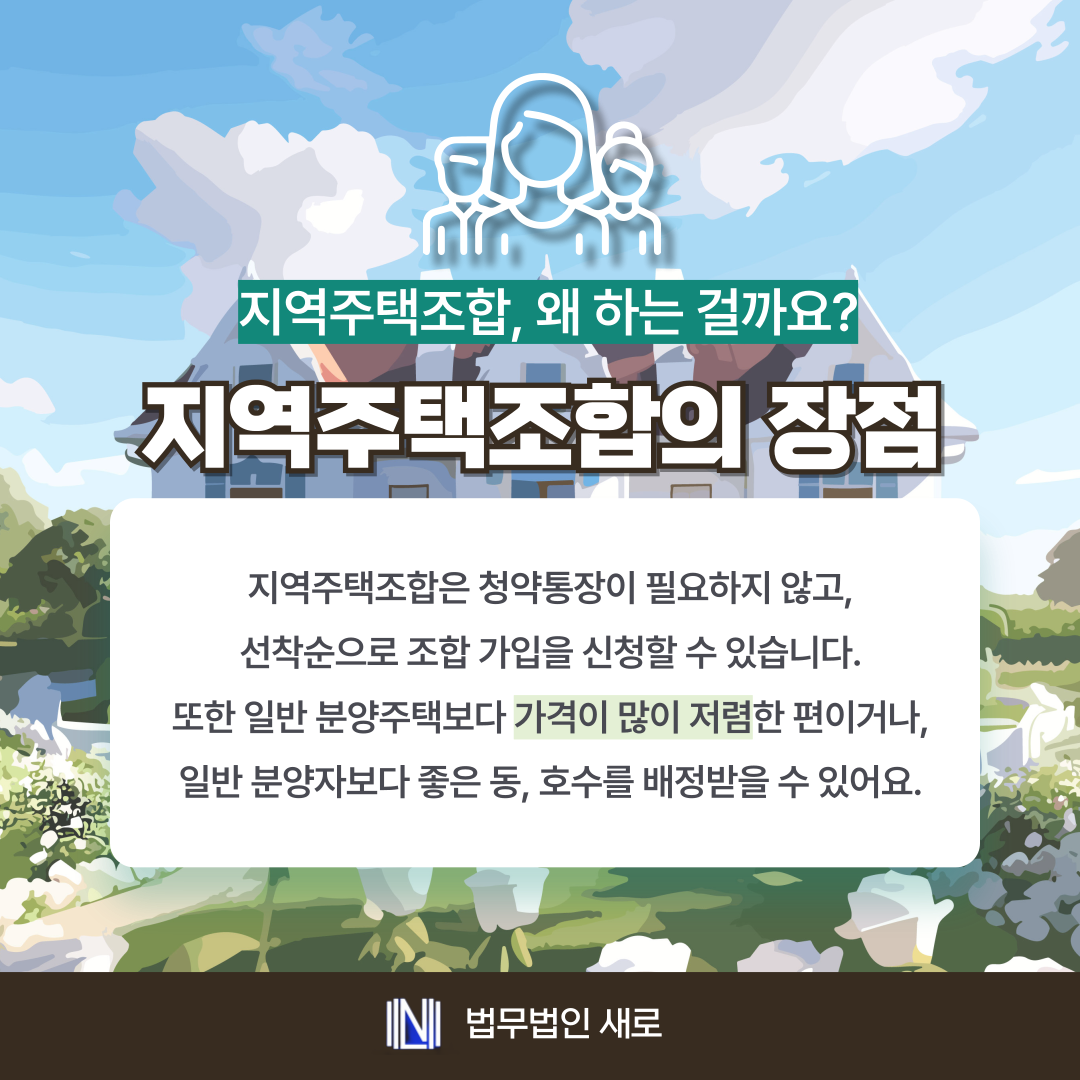 지역주택조합, 왜 하는 걸까요?
지역주택조합의 장점
지역주택조합은 청약통장이 필요하지 않고,
선착순으로 조합 가입을 신청할 수 있습니다.
또한 일반 분양주택보다 가격이 많이 저렴한 편이거나,
일반 분양자보다 좋은 동, 호수를 배정받을 수 있어요.
법무법인 새로